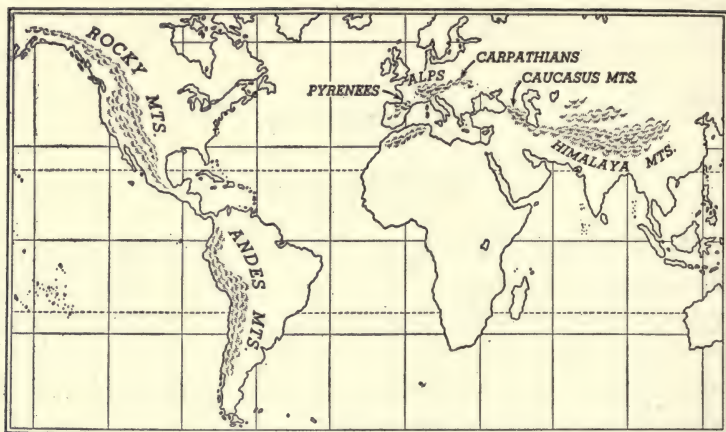 ROCKY MTS
PYRENEES
ALPS
CARPATHIANS
CAUCASUS MTS.
HIMALAYA MTS.
ANDES MTS